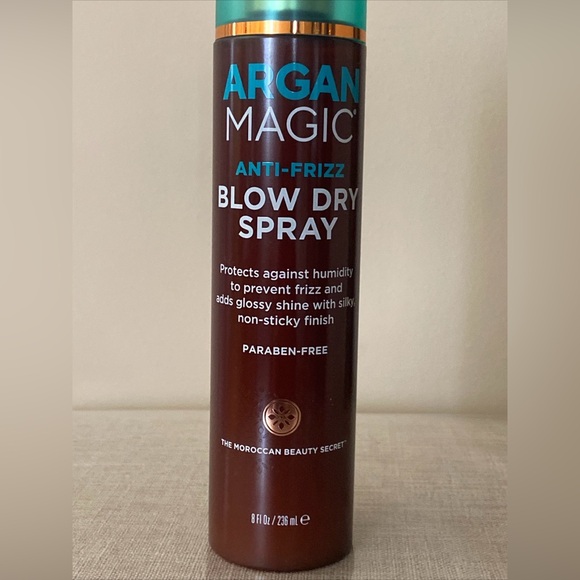 ARGAN
MAGIC
ANTI-FRIZZ
BLOW DRY
SPRAY
Protects against humidity
to prevent frizz and
adds glossy shine with silky,
non-sticky finish
PARABEN-FREE
THE MOROCCAN BEAUTY SECRET™
8 Fl Oz / 236 mL ℮